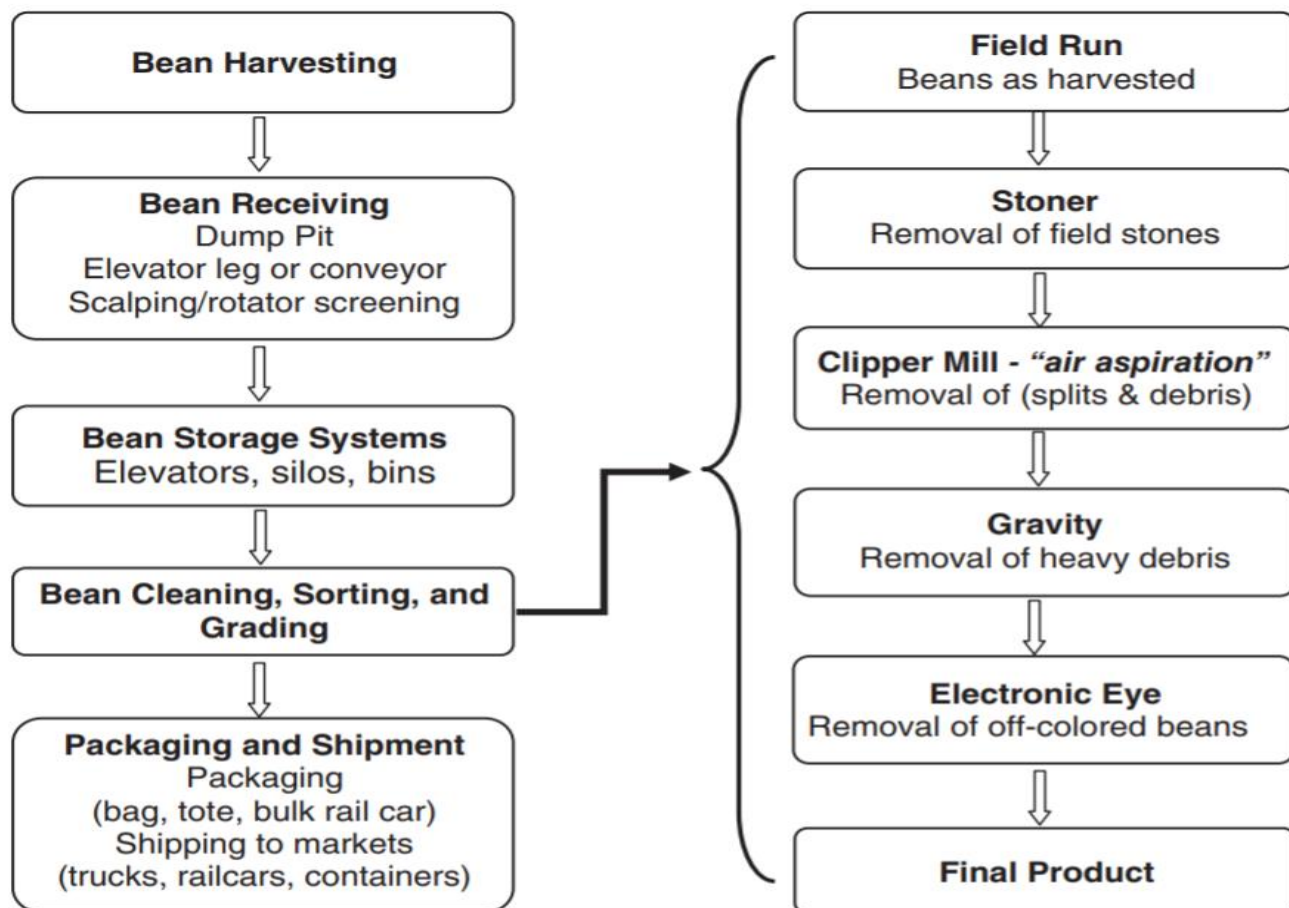 Bean Harvesting
Bean Receiving
Dump Pit
Elevator leg or conveyor
Scalping/rotator screening
Bean Storage Systems
Elevators, silos, bins
Bean Cleaning, Sorting, and
Grading
Packaging and Shipment
Packaging
(bag, tote, bulk rail car)
Shipping to markets
(trucks, railcars, containers)
Field Run
Beans as harvested
Stoner
Removal of field stones
Clipper Mill - “air aspiration”
Removal of (splits & debris)
Gravity
Removal of heavy debris
Electronic Eye
Removal of off-colored beans
Final Product